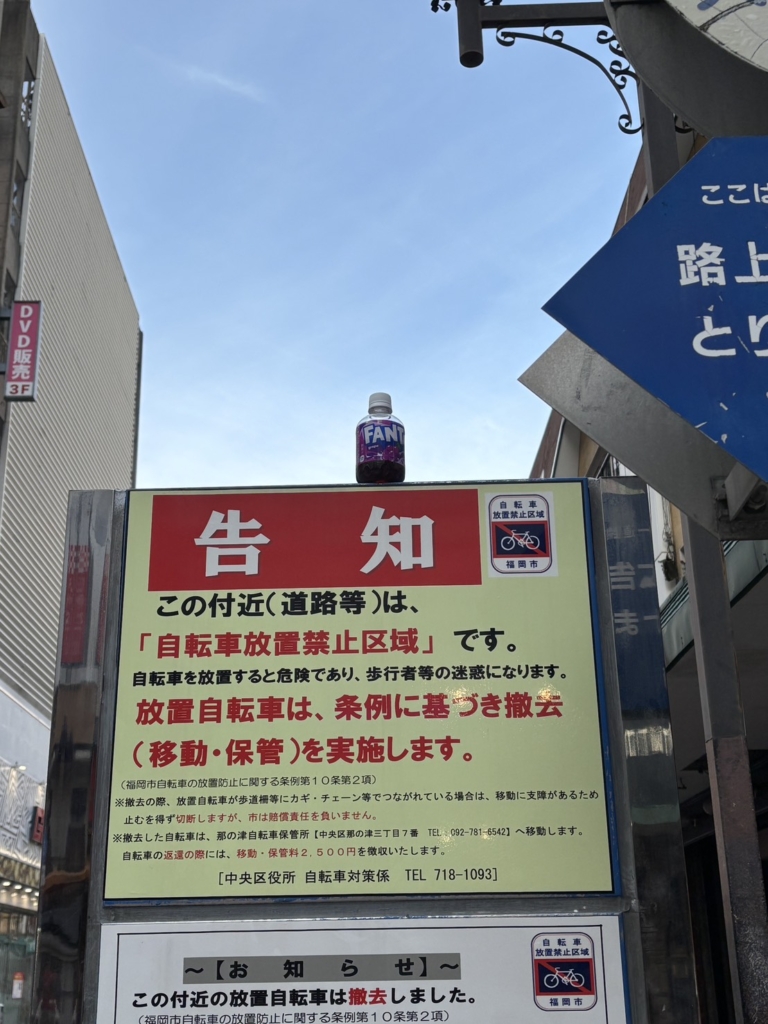 ここは
路上
とり
DVD販売
3F
FANT
告 知
自転車
放置禁止区域
福岡市
この付近(道路等)は、
「自転車放置禁止区域」です。
自転車を放置すると危険であり、歩行者等の迷惑になります。
放置自転車は、条例に基づき撤去
(移動・保管)を実施します。
(福岡市自転車の放置防止に関する条例第10条第2項)
※撤去の際、放置自転車が歩道柵等にカギ・チェーン等でつながれている場合は、移動に支障があるため
止むを得ず切断しますが、市は賠償責任を負いません。
※撤去した自転車は、那の津自転車保管所【中央区那の津三丁目7番 TEL:092-781-6542】へ移動します。
自転車の返還の際には、移動・保管料2,500円を徴収いたします。
[中央区役所 自転車対策係 TEL 718-1093]
～【お 知 ら せ】～
自転車
放置禁止区域
福岡市
この付近の放置自転車は撤去しました。
(福岡市自転車の放置防止に関する条例第10条第2項)